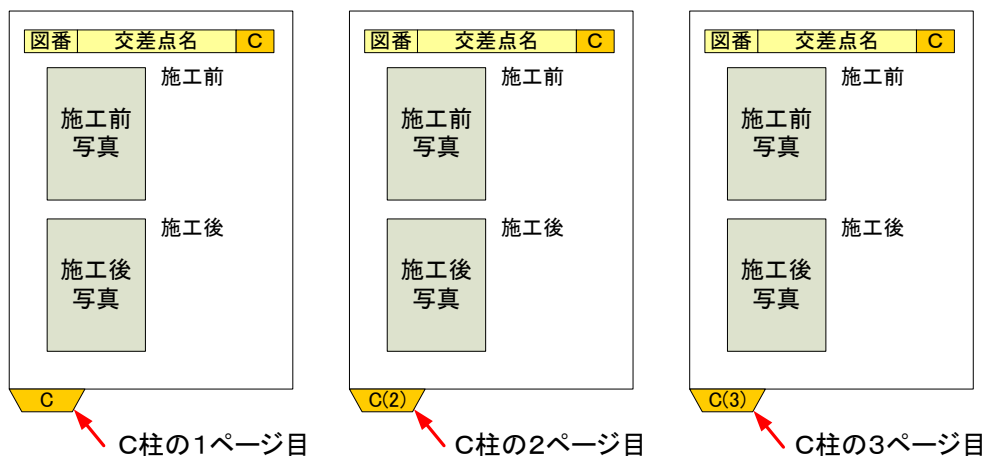 図番 交差点名 C
施工前
施工前
写真
施工後
施工後
写真
C
C柱の1ページ目
図番 交差点名 C
施工前
施工前
写真
施工後
施工後
写真
C(2)
C柱の2ページ目
図番 交差点名 C
施工前
施工前
写真
施工後
施工後
写真
C(3)
C柱の3ページ目